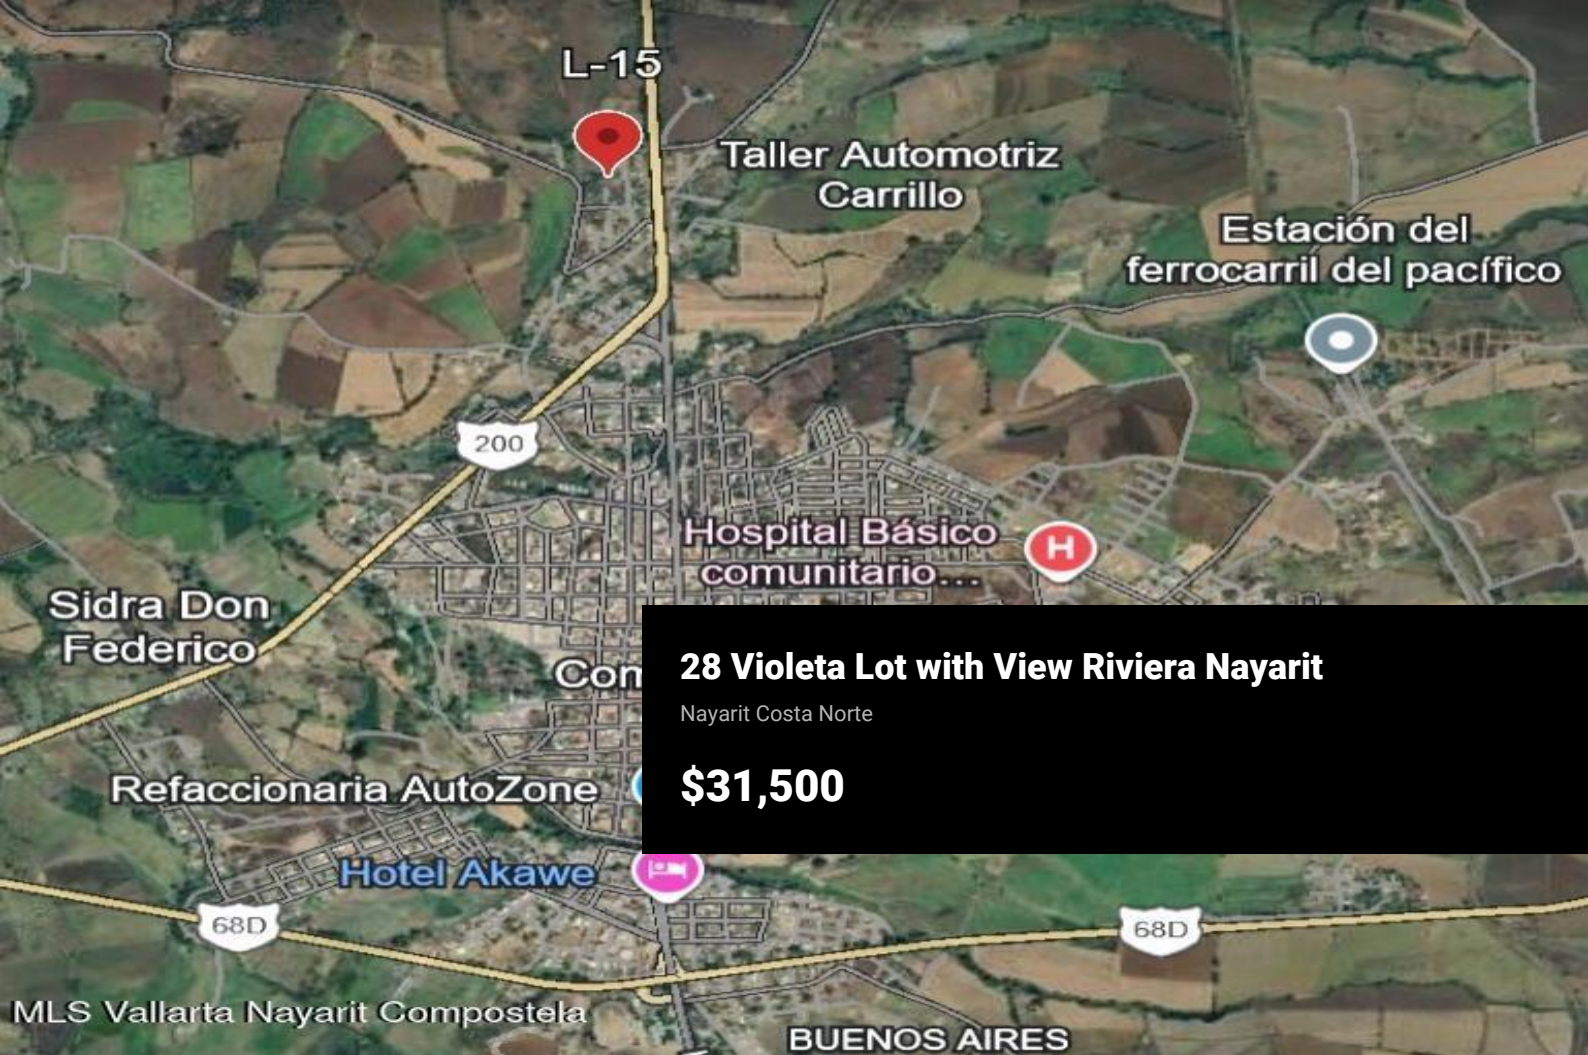 L-15
Taller Automotriz
Carrillo
Estación del
ferrocarril del pacífico
200
Hospital Básico
comunitario...
H
Sidra Don
Federico
Com
28 Violeta Lot with View Riviera Nayarit
Nayarit Costa Norte
$31,500
Refaccionaria AutoZone
Hotel Akawe
68D
68D
MLS Vallarta Nayarit Compostela
BUENOS AIRES